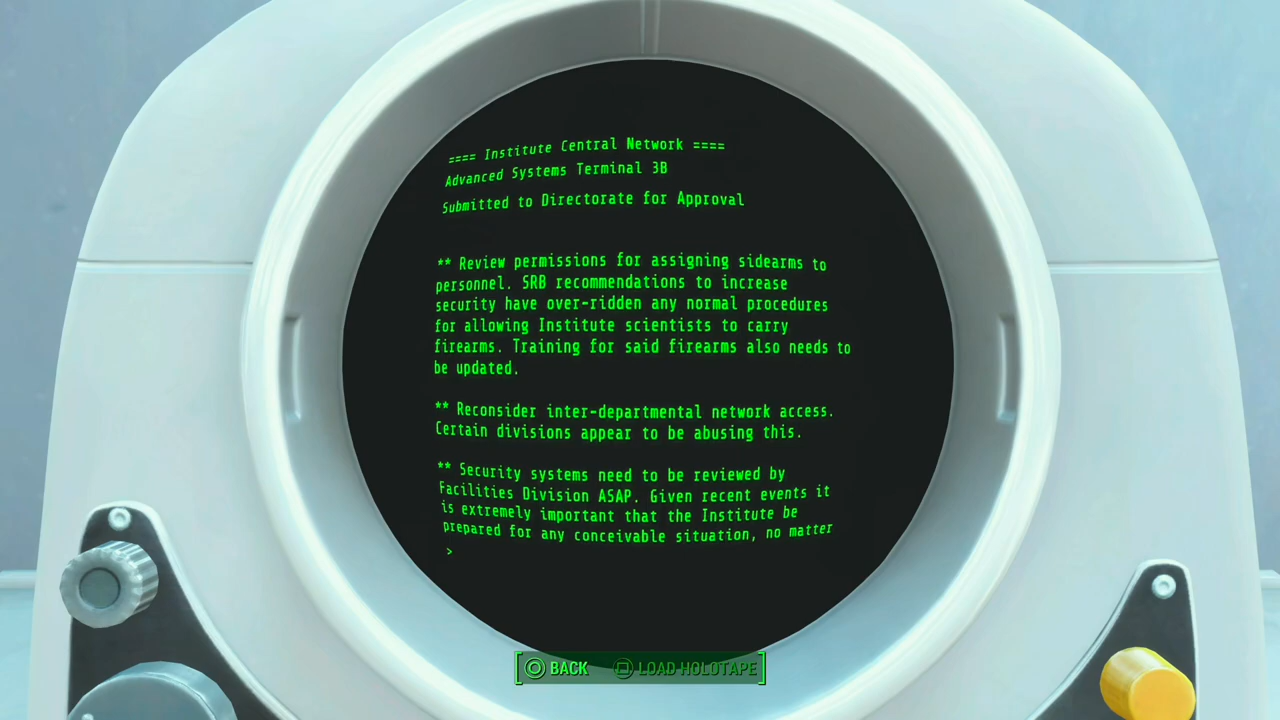 ==== Institute Central Network ====
Advanced Systems Terminal 3B
Submitted to Directorate for Approval
** Review permissions for assigning sidearms to
personnel. SRB recommendations to increase
security have over-ridden any normal procedures
for allowing Institute scientists to carry
firearms. Training for said firearms also needs to
be updated.
** Reconsider inter-departmental network access.
Certain divisions appear to be abusing this.
** Security systems need to be reviewed by
Facilities Division ASAP. Given recent events it
is extremely important that the Institute be
prepared for any conceivable situation, no matter
>
BACK LOAD HOLOTAPE